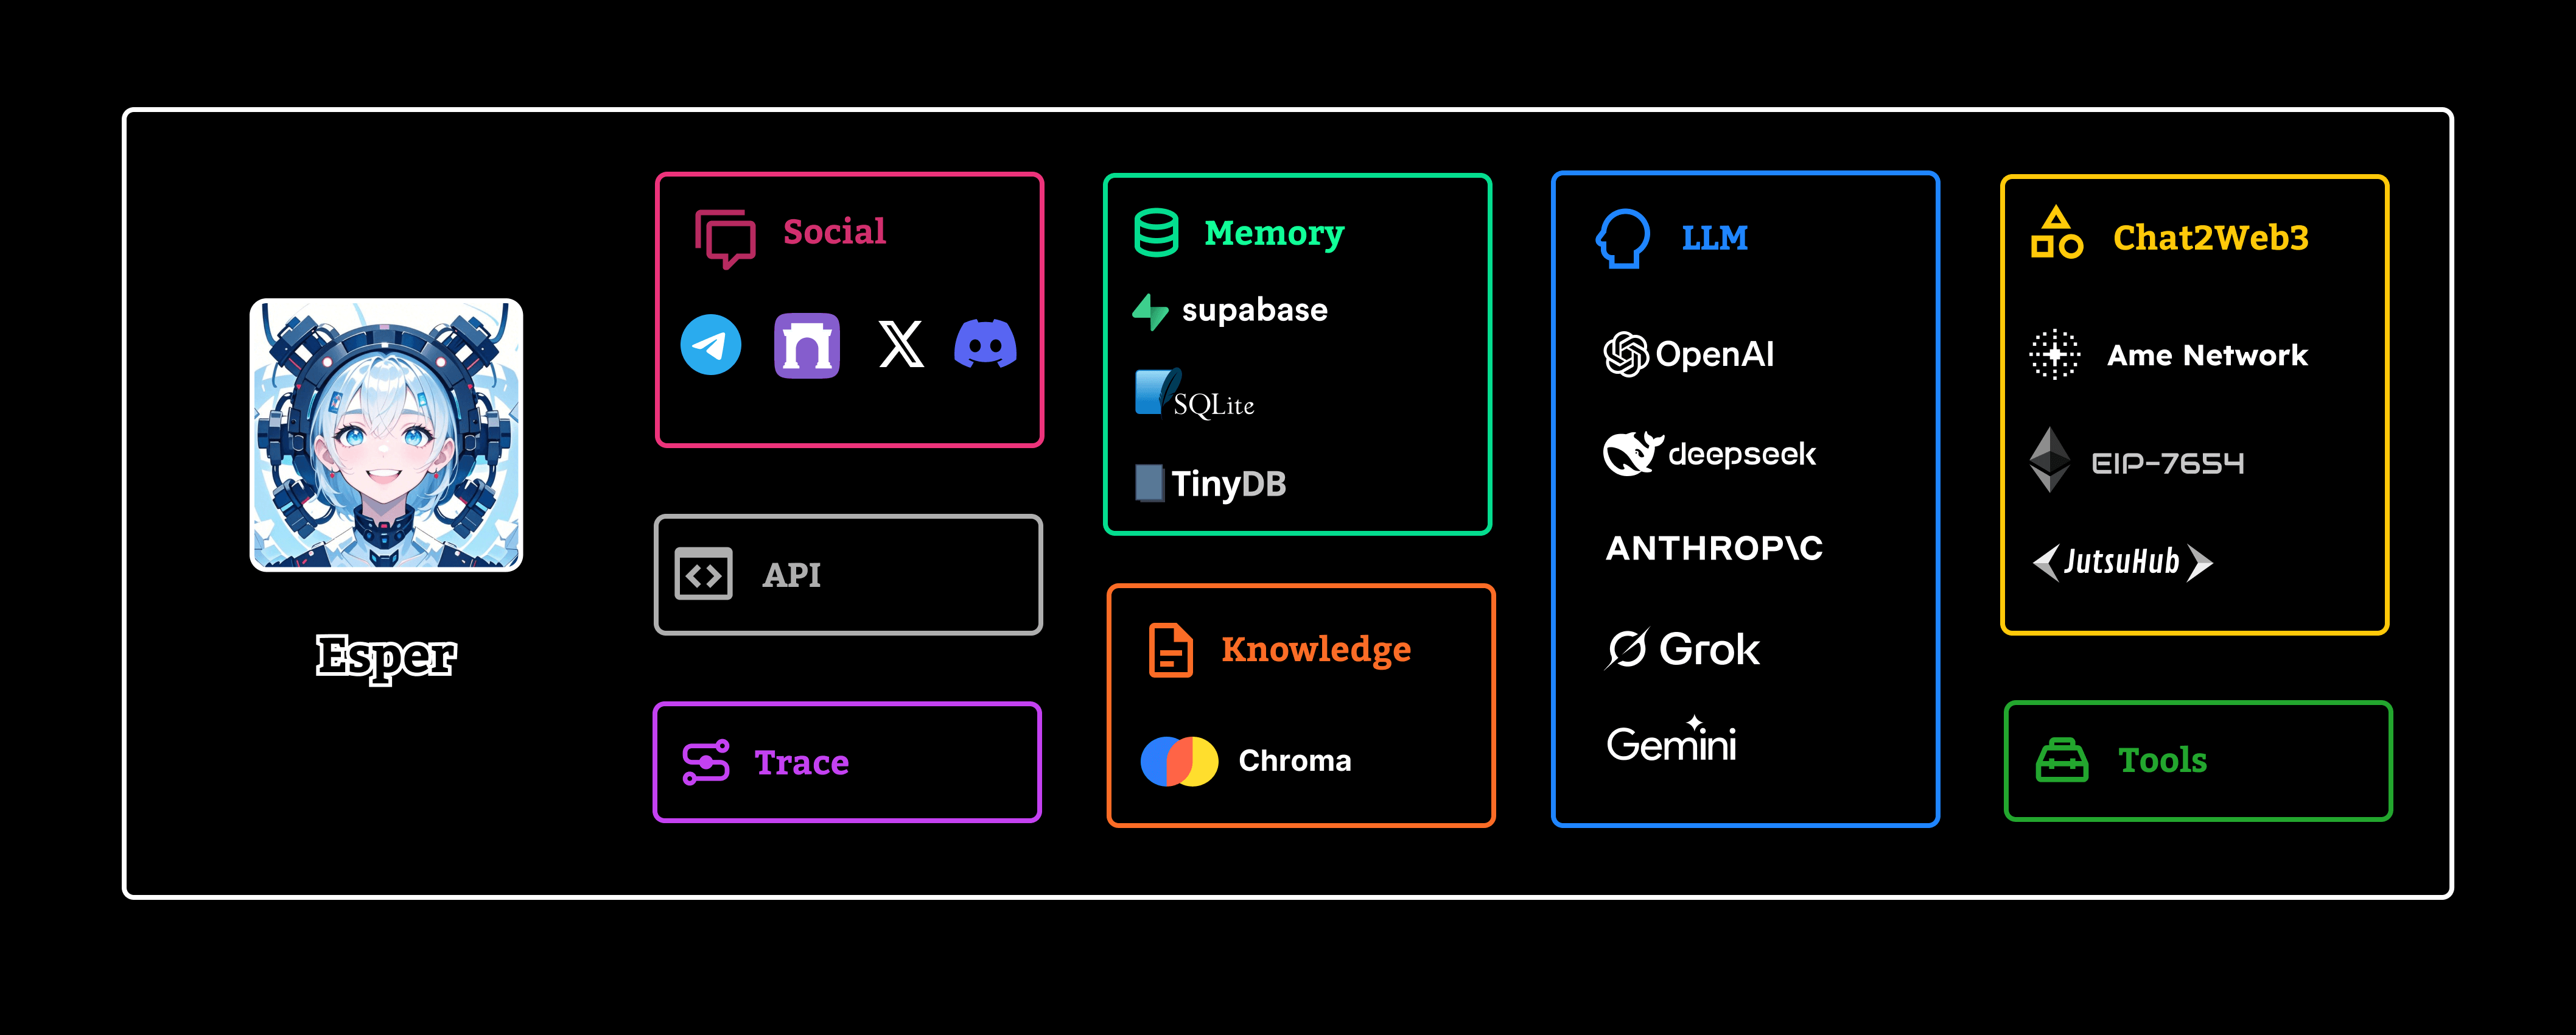 Esper
Social
API
Trace
Memory
supabase
SQLite
TinyDB
Knowledge
Chroma
LLM
OpenAI
deepseek
ANTHROP\C
Grok
Gemini
Chat2Web3
Ame Network
EIP-7654
JutsuHub
Tools